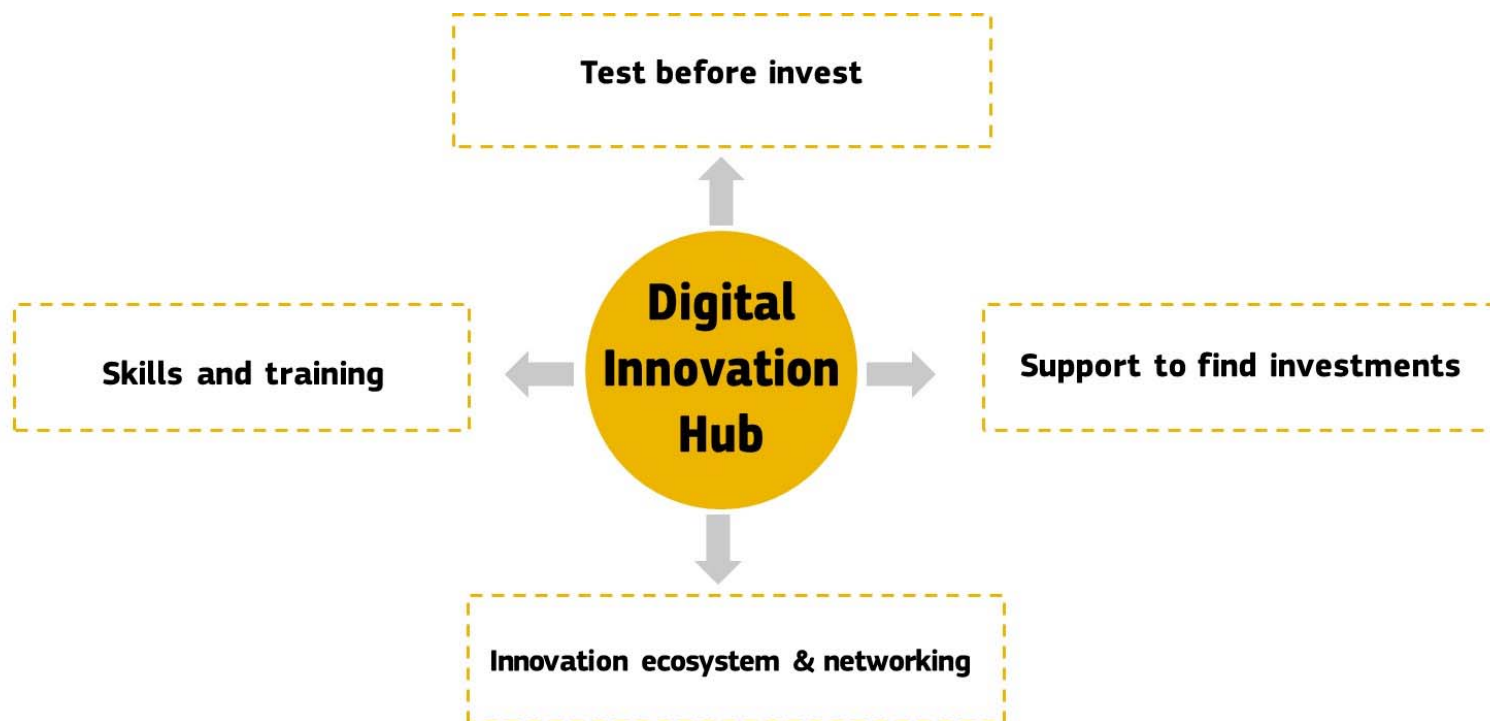 Test before invest
Skills and training
Digital
Innovation
Hub
Support to find investments
Innovation ecosystem & networking